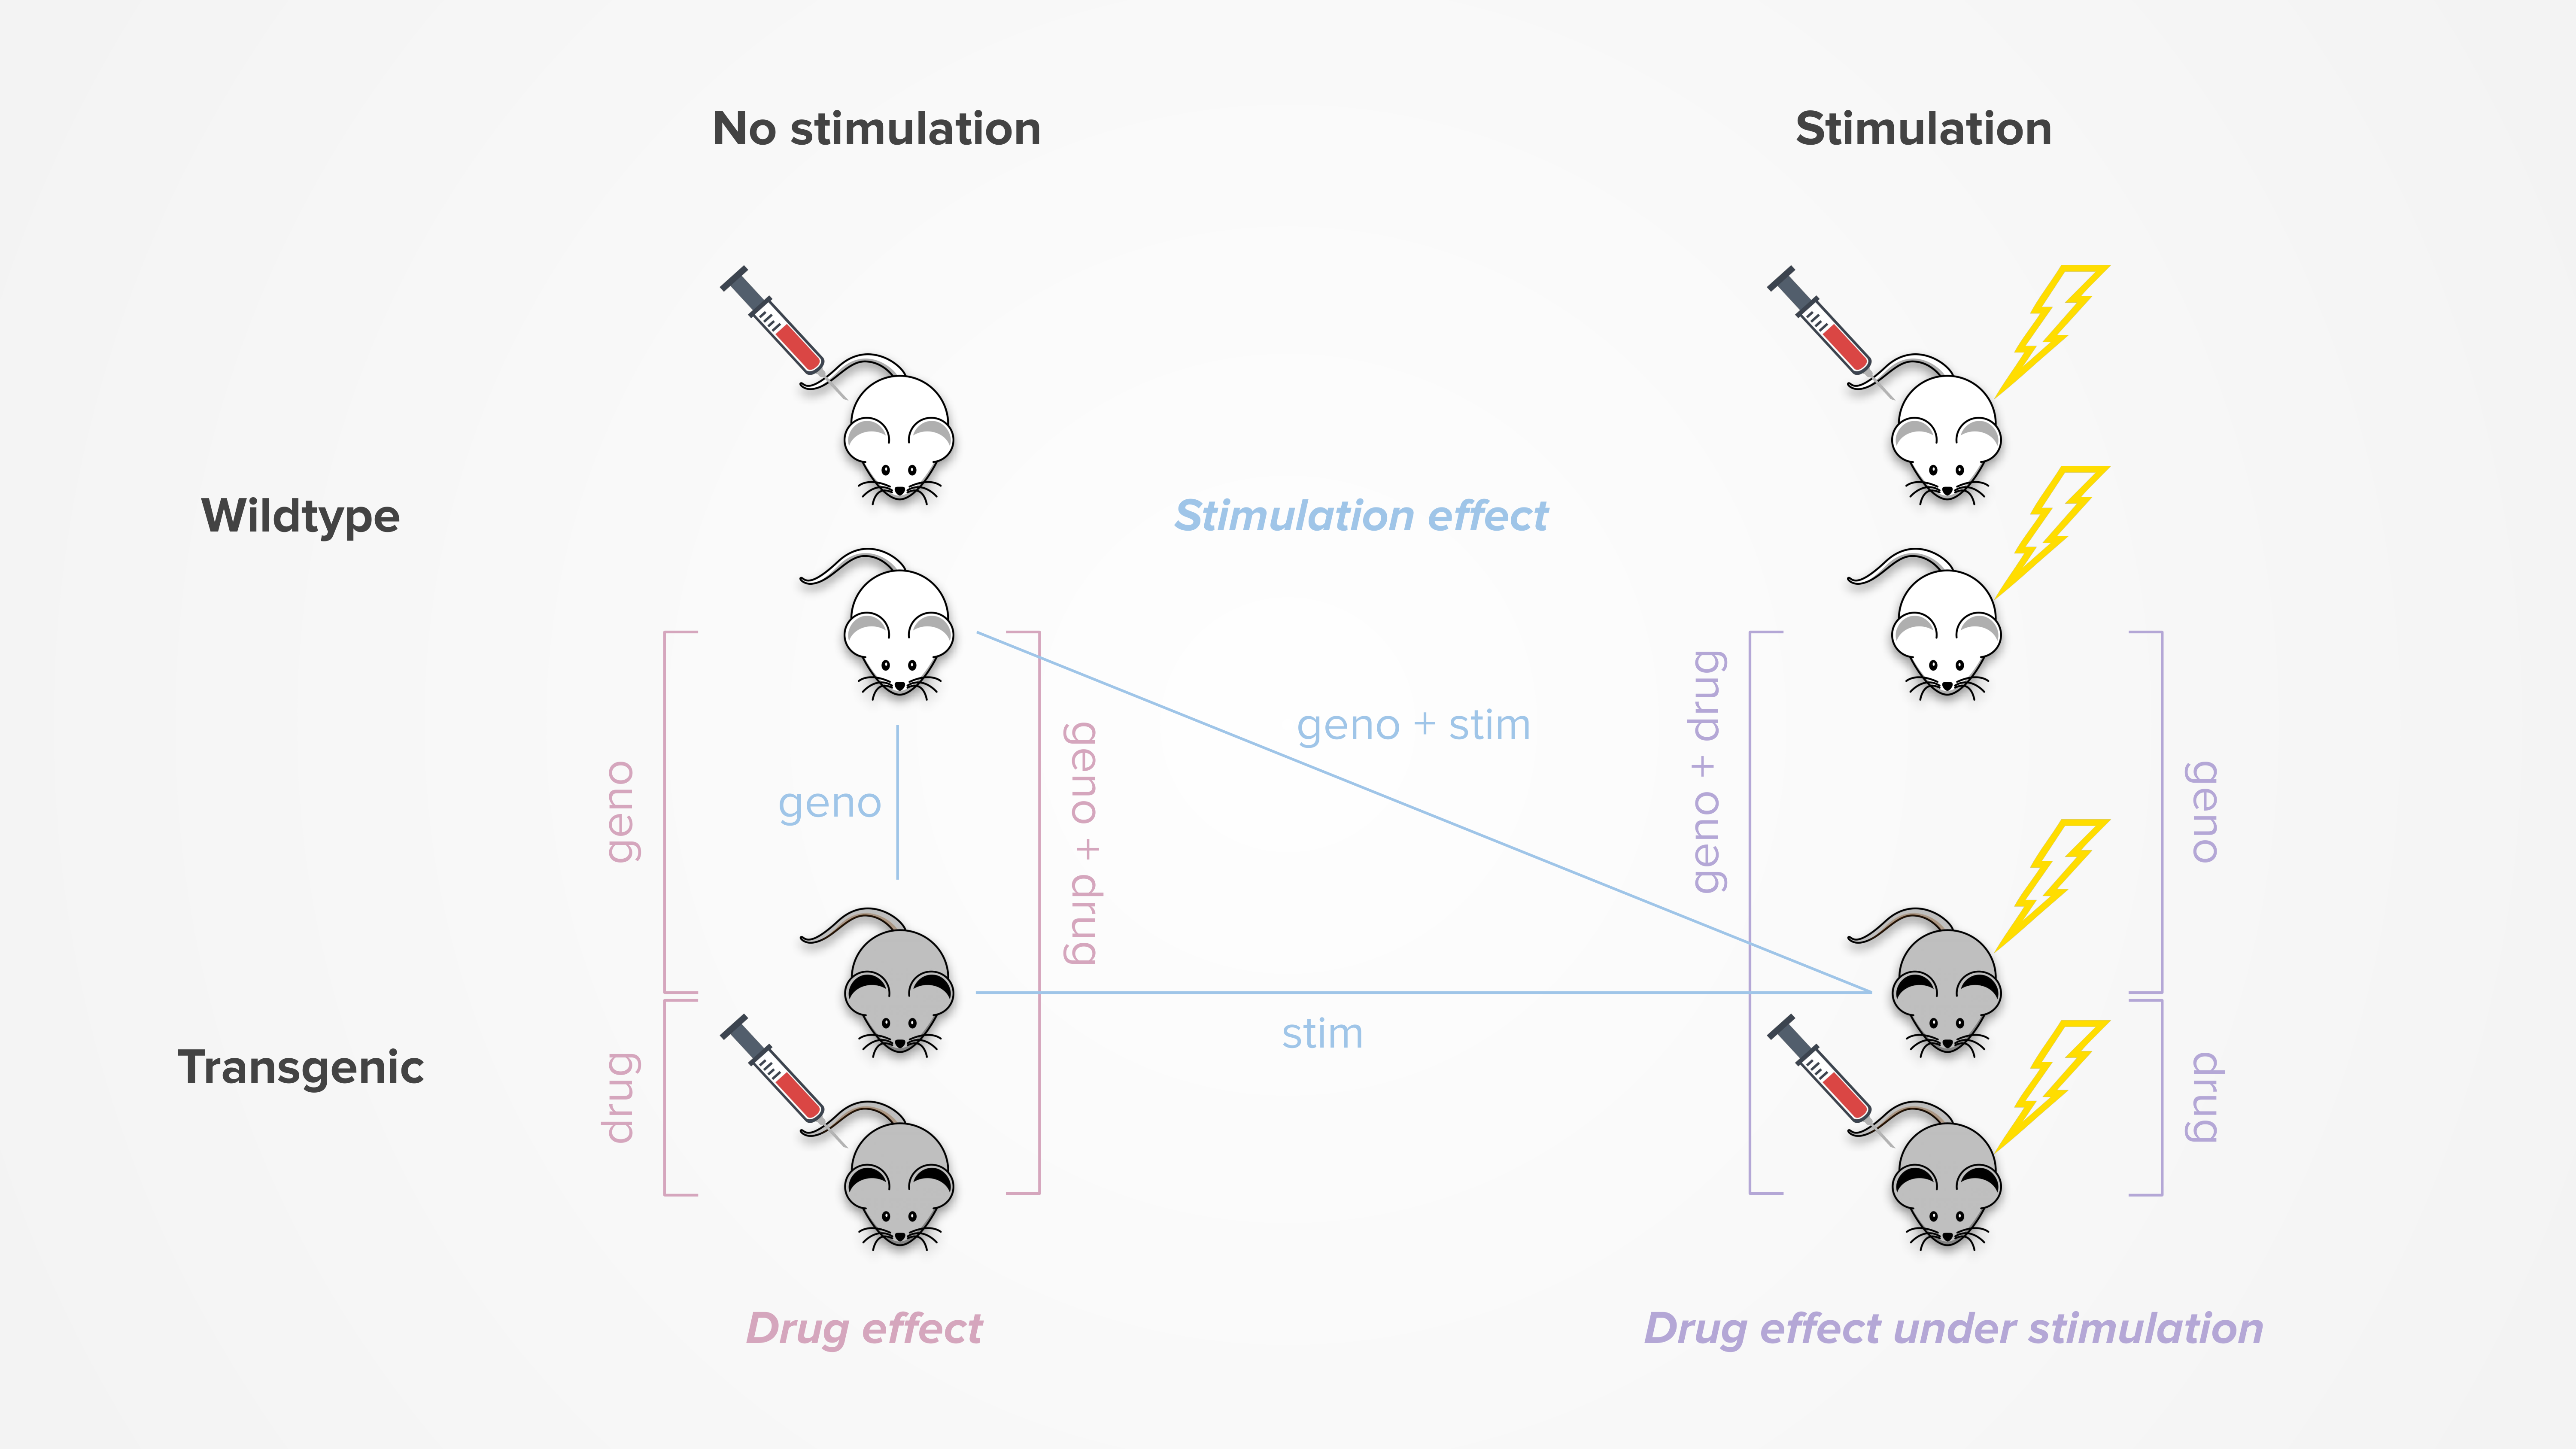 No stimulation
Stimulation
Wildtype
Stimulation effect
geno
geno
geno + drug
geno + stim
geno + drug
geno
Transgenic
drug
stim
drug
Drug effect
Drug effect under stimulation